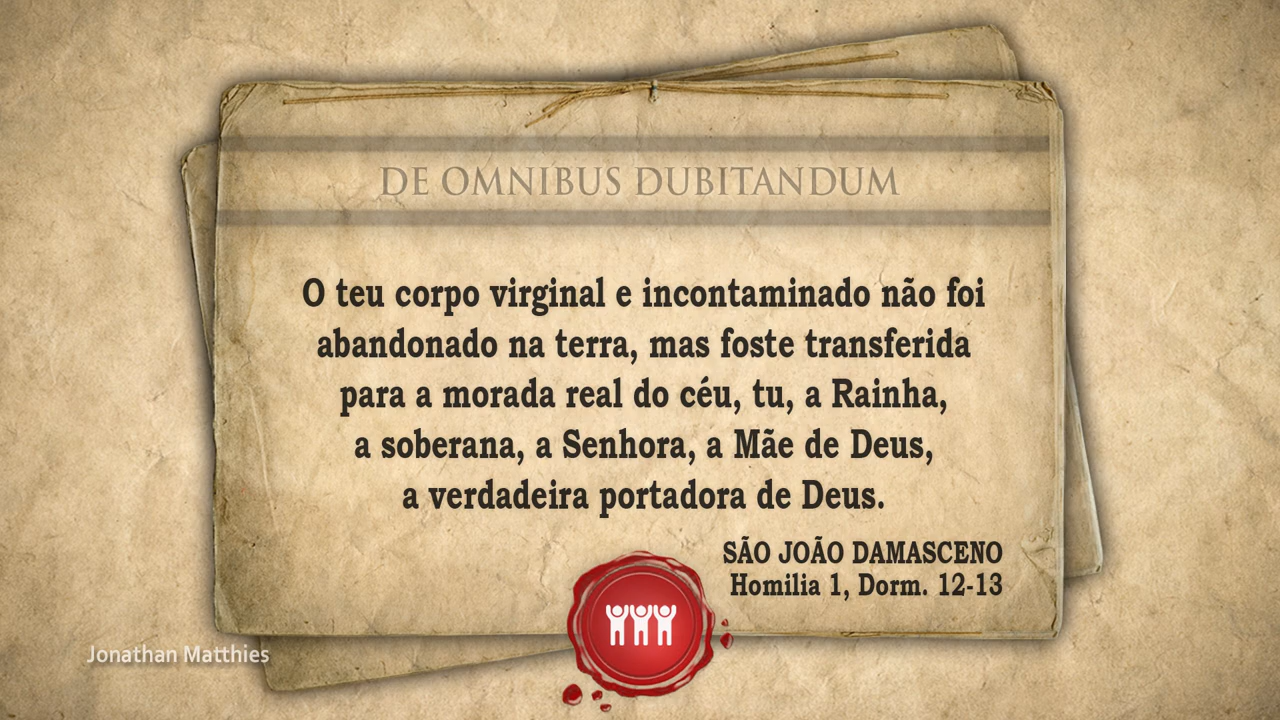 DE OMNIBUS DUBITANDUM
O teu corpo virginal e incontaminado não foi
abandonado na terra, mas foste transferida
para a morada real do céu, tu, a Rainha,
a soberana, a Senhora, a Mãe de Deus,
a verdadeira portadora de Deus.
SÃO JOÃO DAMASCENO
Homilia 1, Dorm. 12-13
Jonathan Matthies